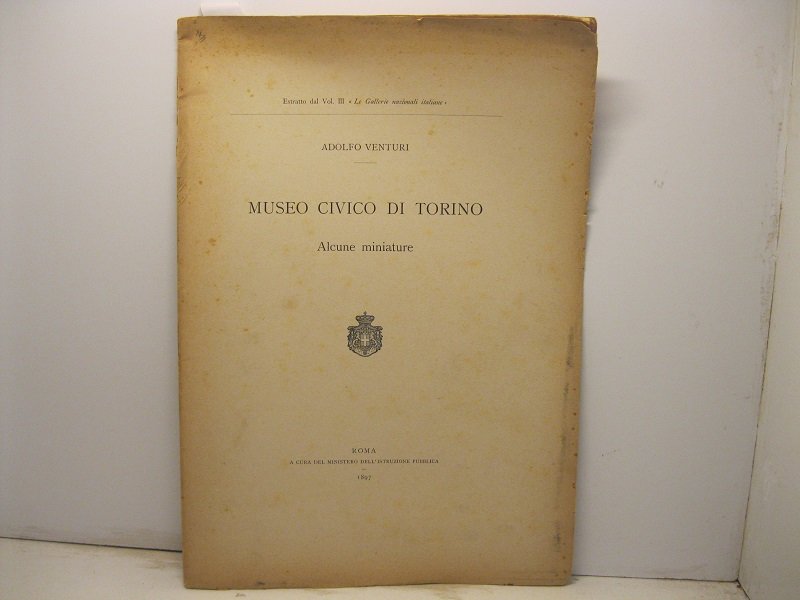 Estratto dal Vol. III « Le Gallerie nazionali italiane »
ADOLFO VENTURI
MUSEO CIVICO DI TORINO
Alcune miniature
ROMA
A CURA DEL MINISTERO DELL'ISTRUZIONE PUBBLICA
1897